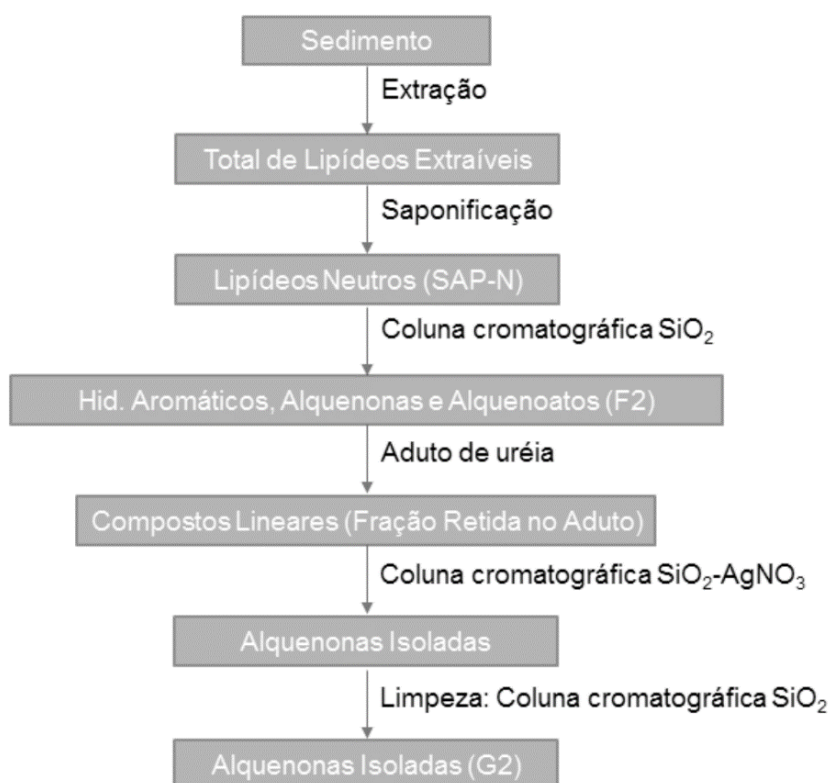 Sedimento
Extração
Total de Lipídeos Extraíveis
Saponificação
Lipídeos Neutros (SAP-N)
Coluna cromatográfica SiO₂
Hid. Aromáticos, Alquenonas e Alquenoatos (F2)
Aduto de uréia
Compostos Lineares (Fração Retida no Aduto)
Coluna cromatográfica SiO₂-AgNO₃
Alquenonas Isoladas
Limpeza: Coluna cromatográfica SiO₂
Alquenonas Isoladas (G2)